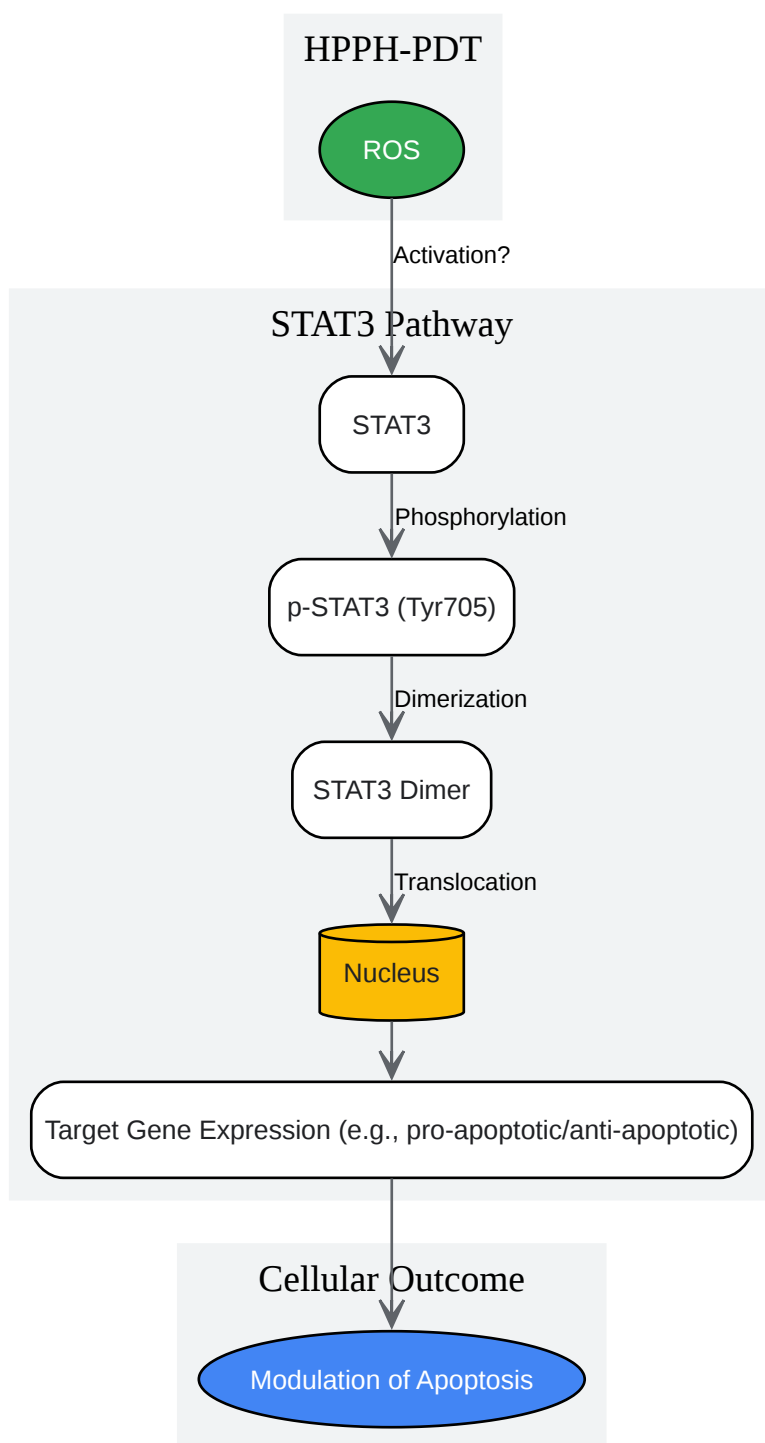 HPPH-PDT
ROS
Activation?
STAT3 Pathway
STAT3
Phosphorylation
p-STAT3 (Tyr705)
Dimerization
STAT3 Dimer
Translocation
Nucleus
Target Gene Expression (e.g., pro-apoptotic/anti-apoptotic)
Cellular Outcome
Modulation of Apoptosis